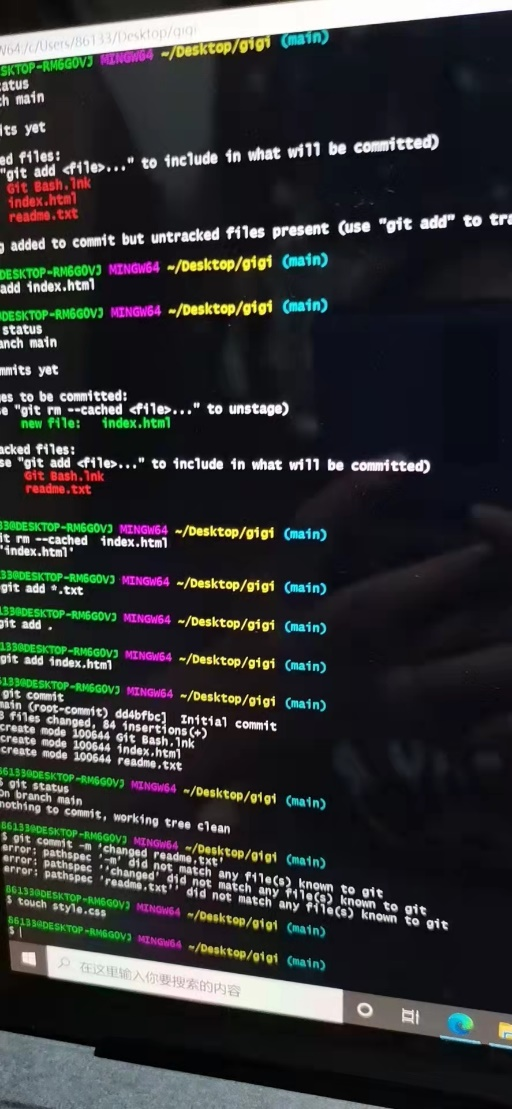 W64:/c/Users/86133/Desktop/gigi
SKTOP-RM6GOVJ MINGW64 ~/Desktop/gigi (main)
tatus
ch main
its yet
ed files:
"git add <file>..." to include in what will be committed)
Git Bash.lnk
index.html
readme.txt
g added to commit but untracked files present (use "git add" to tra
DESKTOP-RM6GOVJ MINGW64 ~/Desktop/gigi (main)
add index.html
DESKTOP-RM6GOVJ MINGW64 ~/Desktop/gigi (main)
status
anch main
mmits yet
es to be committed:
e "git rm --cached <file>..." to unstage)
new file: index.html
acked files:
se "git add <file>..." to include in what will be committed)
Git Bash.lnk
readme.txt
33@DESKTOP-RM6GOVJ MINGW64 ~/Desktop/gigi (main)
it rm --cached index.html
'index.html'
133@DESKTOP-RM6GOVJ MINGW64 ~/Desktop/gigi (main)
git add *.txt
133@DESKTOP-RM6GOVJ MINGW64 ~/Desktop/gigi (main)
git add .
6133@DESKTOP-RM6GOVJ MINGW64 ~/Desktop/gigi (main)
git add index.html
6133@DESKTOP-RM6GOVJ MINGW64 ~/Desktop/gigi (main)
git commit
main (root-commit) dd4bfbc] Initial commit
3 files changed, 84 insertions(+)
create mode 100644 Git Bash.lnk
create mode 100644 index.html
create mode 100644 readme.txt
86133@DESKTOP-RM6GOVJ MINGW64 ~/Desktop/gigi (main)
$ git status
On branch main
nothing to commit, working tree clean
86133@DESKTOP-RM6GOVJ MINGW64 ~/Desktop/gigi (main)
$ git commit -m 'changed readme.txt'
error: pathspec '-m' did not match any file(s) known to git
error: pathspec ''changed' did not match any file(s) known to git
error: pathspec 'readme.txt'' did not match any file(s) known to git
86133@DESKTOP-RM6GOVJ MINGW64 ~/Desktop/gigi (main)
$ touch style.css
86133@DESKTOP-RM6GOVJ MINGW64 ~/Desktop/gigi (main)
$
在这里输入你要搜索的内容